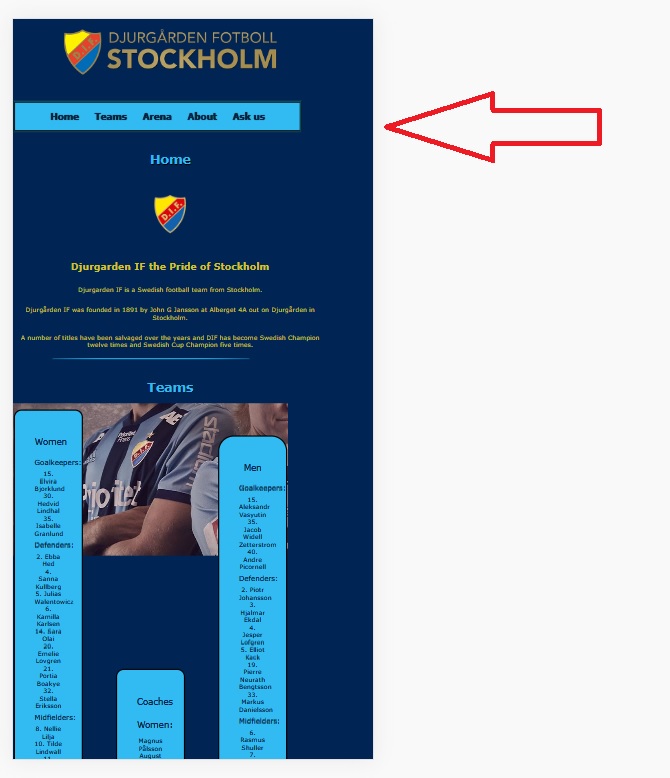 DJURGÅRDEN FOTBOLL
STOCKHOLM
D.I.F.
Home Teams Arena About Ask us
Home
D.I.F.
Djurgarden IF the Pride of Stockholm
Djurgarden IF is a Swedish football team from Stockholm.
Djurgården IF was founded in 1891 by John G Jansson at Alberget 4A out on Djurgården in
Stockholm.
A number of titles have been salvaged over the years and DIF has become Swedish Champion
twelve times and Swedish Cup Champion five times.
Teams
Women
Goalkeepers:
15.
Elvira
Bjorklund
30.
Hedvid
Lindhal
35.
Isabelle
Granlund
Defenders:
2. Ebba
Hed
4.
Sanna
Kullberg
5. Julias
Walentowicz
6.
Kamilla
Karlsen
14. Sara
Olai
20.
Emelie
Lovgren
21.
Portia
Boakye
32.
Stella
Eriksson
Midfielders:
8. Nellie
Lilja
10. Tilde
Lindwall
11.
Prioritet
Coaches
Women:
Magnus
Pålsson
August
Men
Goalkeepers:
15.
Aleksandr
Vasyutin
35.
Jacob
Widell
Zetterstrom
40.
Andre
Picornell
Defenders:
2. Piotr
Johansson
3.
Hjalmar
Ekdal
4.
Jesper
Lofgren
5. Elliot
Kack
19.
Pierre
Neurath
Bengtsson
33.
Markus
Danielsson
Midfielders:
6.
Rasmus
Shuller
7.